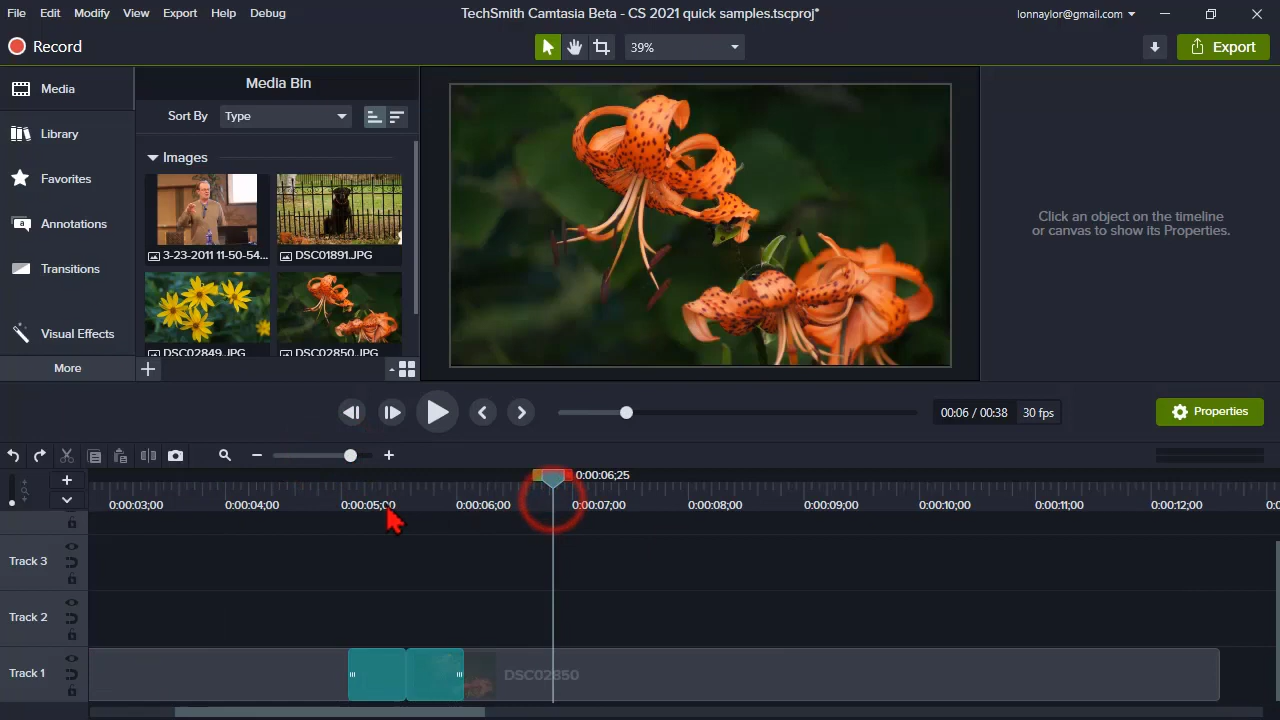 File Edit Modify View Export Help Debug
TechSmith Camtasia Beta - CS 2021 quick samples.tscproj*
lonnaylor@gmail.com
Record
39%
Export
Media
Library
Favorites
Annotations
Transitions
Visual Effects
More
Media Bin
Sort By Type
Images
3-23-2011 11-50-54...
DSC01891.JPG
DSC02849.JPG
DSC02850.JPG
Click an object on the timeline
or canvas to show its Properties.
00:06 / 00:38 30 fps
Properties
0:00:06;25
0:00:03;00 0:00:04;00 0:00:05;00 0:00:06;00 0:00:07;00 0:00:08;00 0:00:09;00 0:00:10;00 0:00:11;00 0:00:12;00
Track 3
Track 2
Track 1
DSC02850